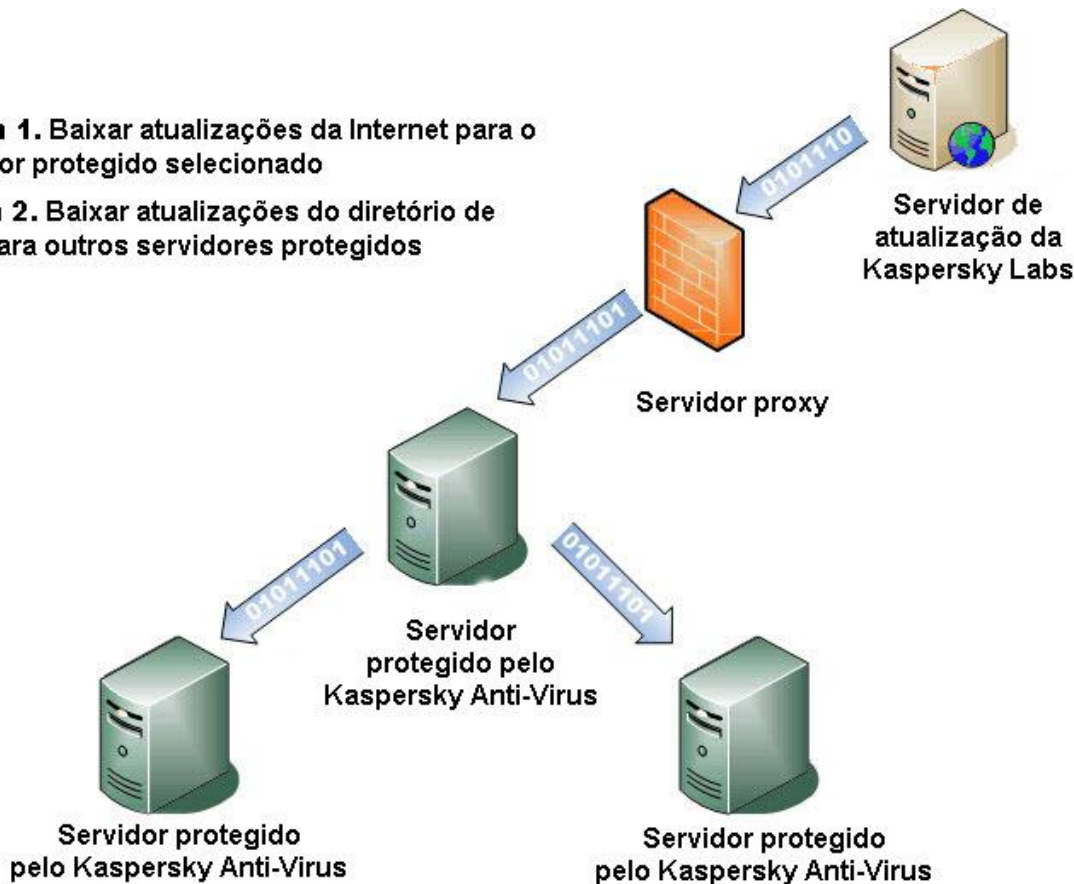 1. Baixar atualizações da Internet para o
protegido selecionado
2. Baixar atualizações do diretório de
outros servidores protegidos
0101110
Servidor de
atualização da
Kaspersky Labs
01011101
Servidor proxy
01011101
01011101
Servidor
protegido pelo
Kaspersky Anti-Virus
Servidor protegido
pelo Kaspersky Anti-Virus
Servidor protegido
pelo Kaspersky Anti-Virus